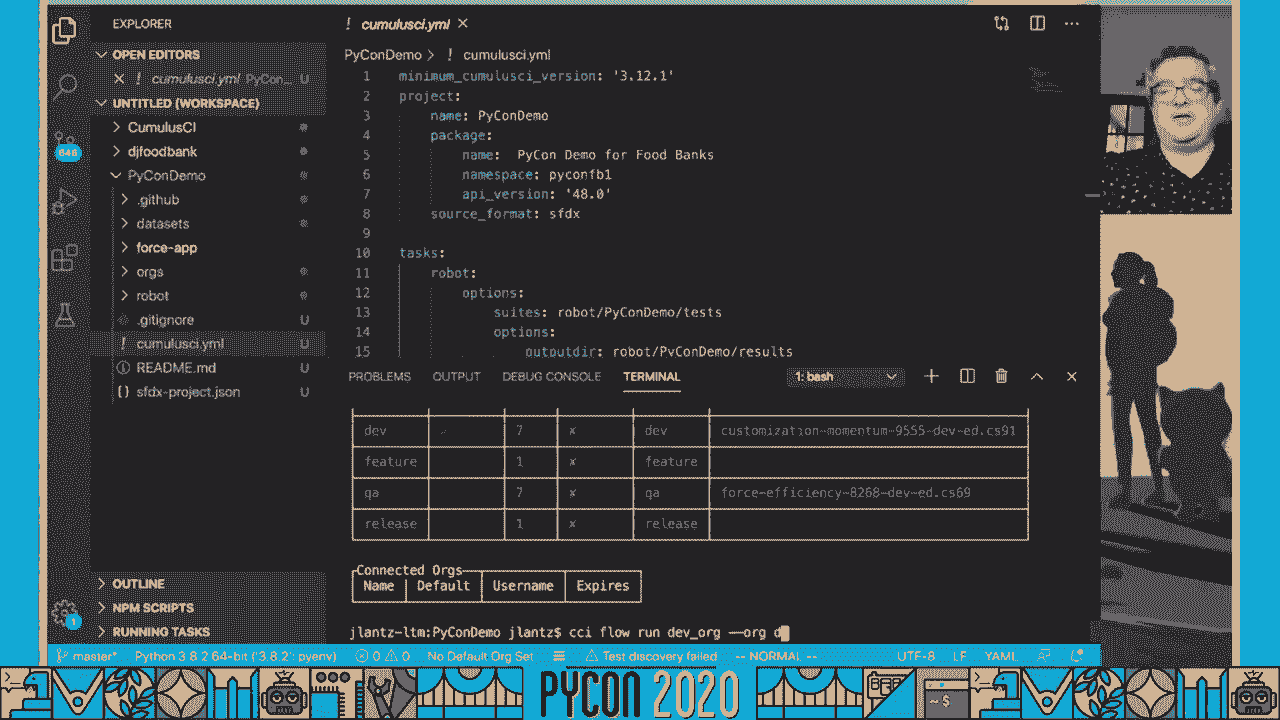 EXPLORER
OPEN EDITORS
! cumulusci.yml PyCon... U
UNTITLED (WORKSPACE)
CumulusCI
djfoodbank
PyConDemo
.github
datasets
force-app
orgs
robot
.gitignore U
! cumulusci.yml U
README.md U
{} sfdx-project.json U
OUTLINE
NPM SCRIPTS
RUNNING TASKS
646
1
! cumulusci.yml
PyConDemo > ! cumulusci.yml
1 minimum_cumulusci_version: '3.12.1'
2 project:
3 name: PyConDemo
4 package:
5 name: PyCon Demo for Food Banks
6 namespace: pyconfb1
7 api_version: '48.0'
8 source_format: sfdx
9
10 tasks:
11 robot:
12 options:
13 suites: robot/PyConDemo/tests
14 options:
15 outputdir: robot/PyConDemo/results
PROBLEMS OUTPUT DEBUG CONSOLE TERMINAL 1: bash
dev 7 x dev customization-momentum-9555-dev-ed.cs91
feature 1 x feature
qa 7 x qa force-efficiency-8268-dev-ed.cs69
release 1 x release
Connected Orgs
Name Default Username Expires
jlantz-ltm:PyConDemo jlantz$ cci flow run dev_org --org d
master* Python 3.8.2 64-bit ('3.8.2': pyenv) 0 0 No Default Org Set Test discovery failed -- NORMAL -- UTF-8 LF YAML
PYCON 2020
~ $